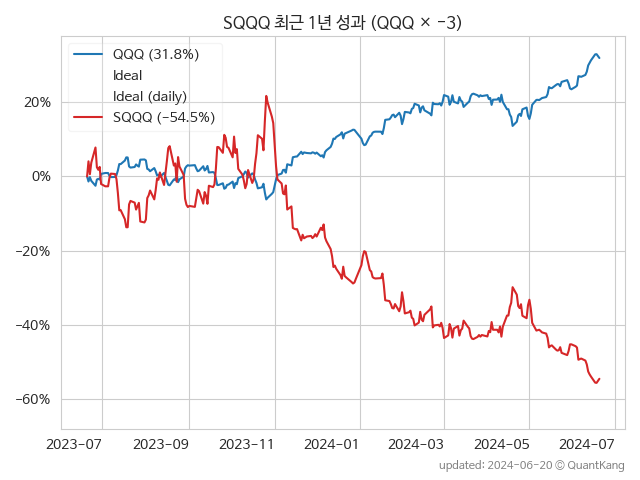 SQQQ 최근 1년 성과 (QQQ × −3)
QQQ (31.8%)
Ideal
Ideal (daily)
SQQQ (−54.5%)
20%
0%
−20%
−40%
−60%
2023-07 2023-09 2023-11 2024-01 2024-03 2024-05 2024-07
updated: 2024-06-20 © QuantKang